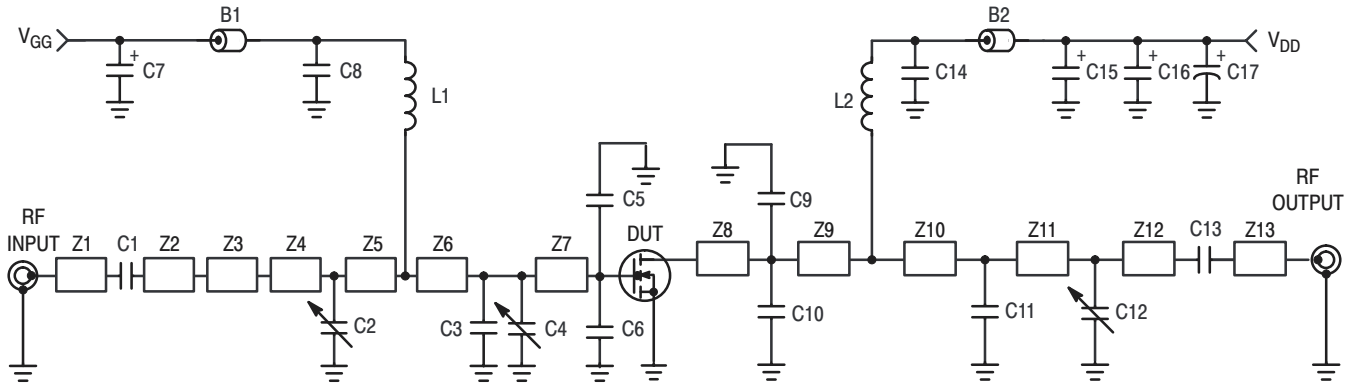 B1
B2
VGG
VDD
+
C7
C8
L1
L2
C14
+
C15
+
C16
+
C17
RF
INPUT
Z1
C1
Z2
Z3
Z4
Z5
Z6
Z7
C5
DUT
Z8
C9
Z9
Z10
Z11
Z12
C13
Z13
RF
OUTPUT
C2
C3
C4
C6
C10
C11
C12